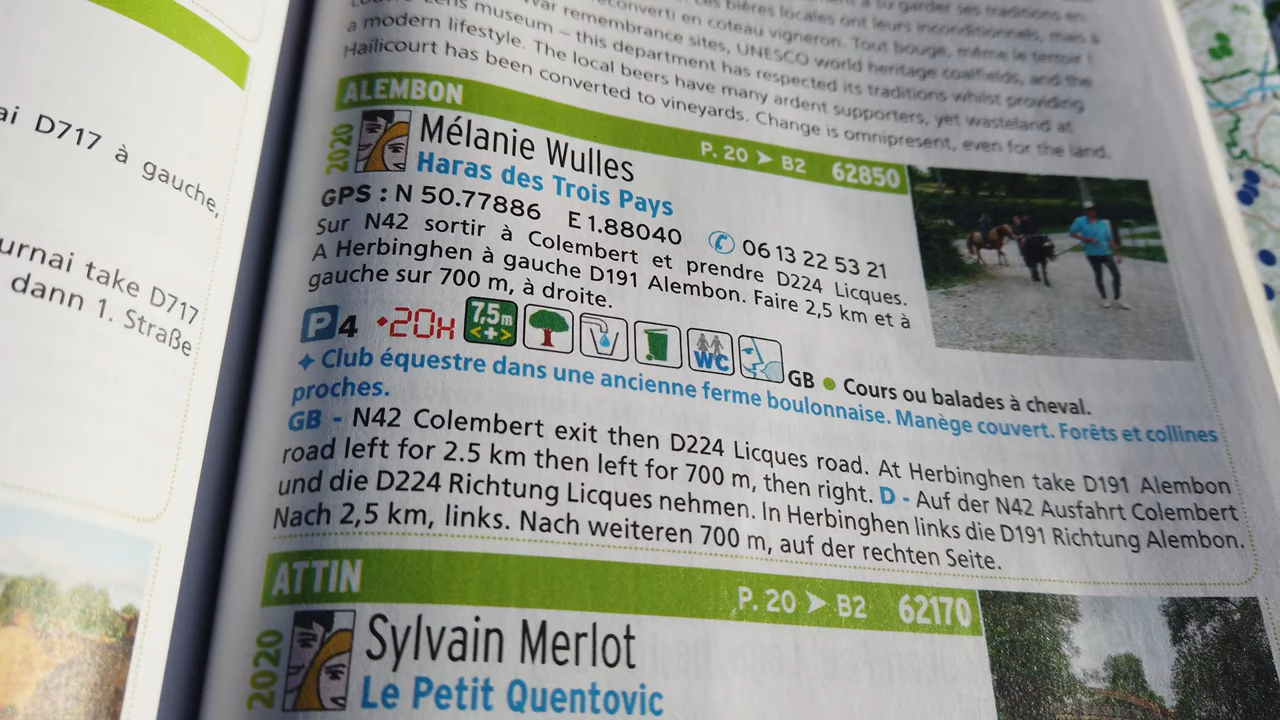 ai D717 à gauche,
urnai take D717
dann 1. Straße
reconverti en coteau vigneron. Tout bouge, même le terroir !
museum – this department has respected its traditions whilst providing
War remembrance sites, UNESCO world heritage coalfields, and the
a modern lifestyle. The local beers have many ardent supporters, yet wasteland at
Hailicourt has been converted to vineyards. Change is omnipresent, even for the land.
ALEMBON
P. 20 ➤ B2 62850
2020
Mélanie Wulles
Haras des Trois Pays
GPS : N 50.77886 E 1.88040 06 13 22 53 21
Sur N42 sortir à Colembert et prendre D224 Licques.
A Herbinghen à gauche D191 Alembon. Faire 2,5 km et à
gauche sur 700 m, à droite.
P 4 •20H 7,5m <+> WC GB ● Cours ou balades à cheval.
✦ Club équestre dans une ancienne ferme boulonnaise. Manège couvert. Forêts et collines
proches.
GB - N42 Colembert exit then D224 Licques road. At Herbinghen take D191 Alembon
road left for 2.5 km then left for 700 m, then right. D - Auf der N42 Ausfahrt Colembert
und die D224 Richtung Licques nehmen. In Herbinghen links die D191 Richtung Alembon.
Nach 2,5 km, links. Nach weiteren 700 m, auf der rechten Seite.
ATTIN
P. 20 ➤ B2 62170
2020
Sylvain Merlot
Le Petit Quentovic